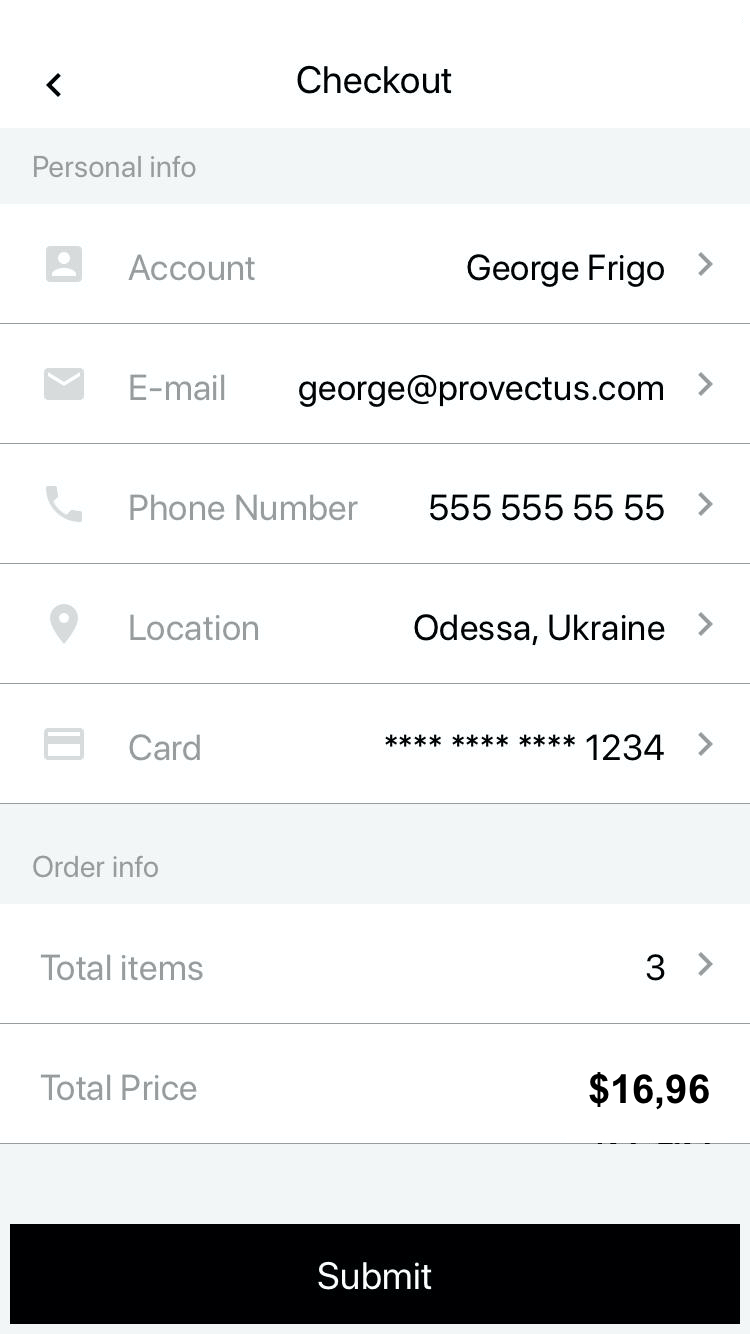 Checkout
Personal info
Account George Frigo
E-mail george@provectus.com
Phone Number 555 555 55 55
Location Odessa, Ukraine
Card **** **** **** 1234
Order info
Total items 3
Total Price $16,96
Submit